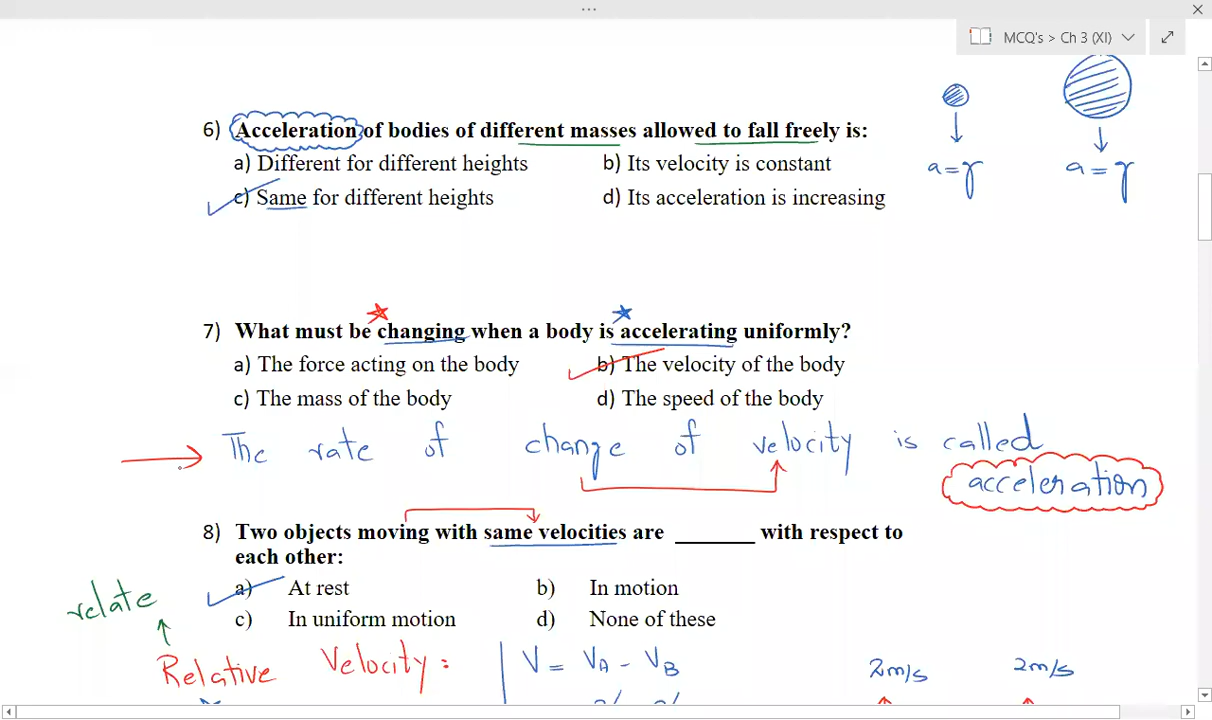 MCQ's > Ch 3 (XI)
6) Acceleration of bodies of different masses allowed to fall freely is:
a) Different for different heights b) Its velocity is constant
c) Same for different heights d) Its acceleration is increasing
a = a =
7) What must be changing when a body is accelerating uniformly?
a) The force acting on the body b) The velocity of the body
c) The mass of the body d) The speed of the body
The rate of change of velocity is called
acceleration
8) Two objects moving with same velocities are ________ with respect to
each other:
a) At rest b) In motion
c) In uniform motion d) None of these
relate
Relative Velocity : V = VA - VB
2m/s 2m/s